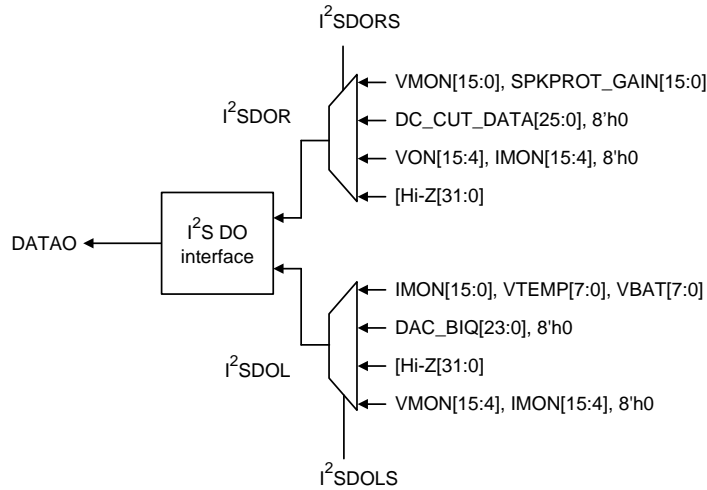 I²SDORS
VMON[15:0], SPKPROT_GAIN[15:0]
I²SDOR
DC_CUT_DATA[25:0], 8'h0
VON[15:4], IMON[15:4], 8'h0
[Hi-Z[31:0]
I²S DO
interface
DATAO
IMON[15:0], VTEMP[7:0], VBAT[7:0]
DAC_BIQ[23:0], 8'h0
I²SDOL
[Hi-Z[31:0]
VMON[15:4], IMON[15:4], 8'h0
I²SDOLS